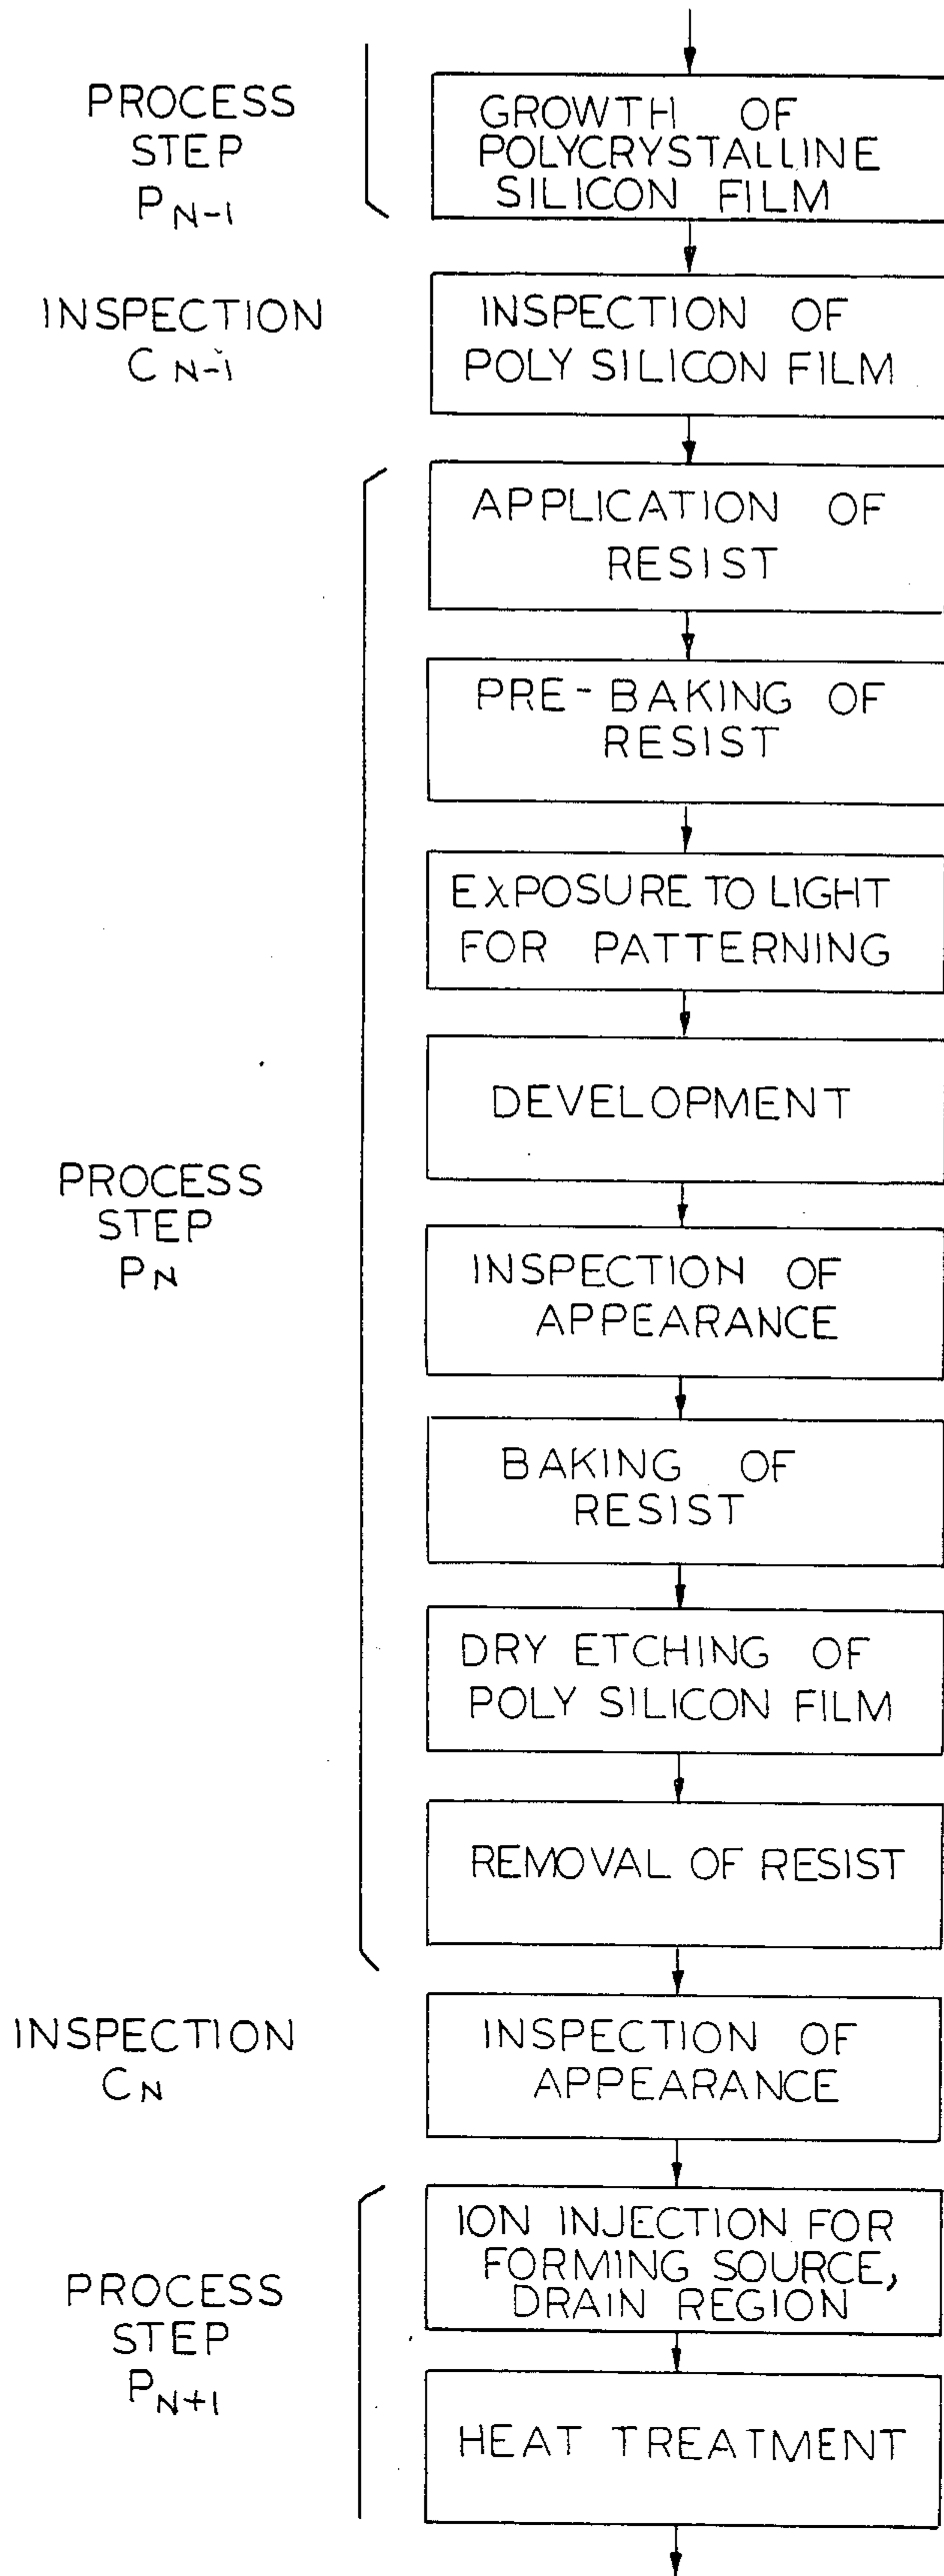 PROCESS
STEP
P N-1
GROWTH OF
POLYCRYSTALLINE
SILICON FILM
INSPECTION
C N-1
INSPECTION OF
POLY SILICON FILM
APPLICATION OF
RESIST
PRE-BAKING OF
RESIST
EXPOSURE TO LIGHT
FOR PATTERNING
DEVELOPMENT
PROCESS
STEP
PN
INSPECTION OF
APPEARANCE
BAKING OF
RESIST
DRY ETCHING OF
POLY SILICON FILM
REMOVAL OF RESIST
INSPECTION
CN
INSPECTION OF
APPEARANCE
PROCESS
STEP
PN+1
ION INJECTION FOR
FORMING SOURCE,
DRAIN REGION
HEAT TREATMENT